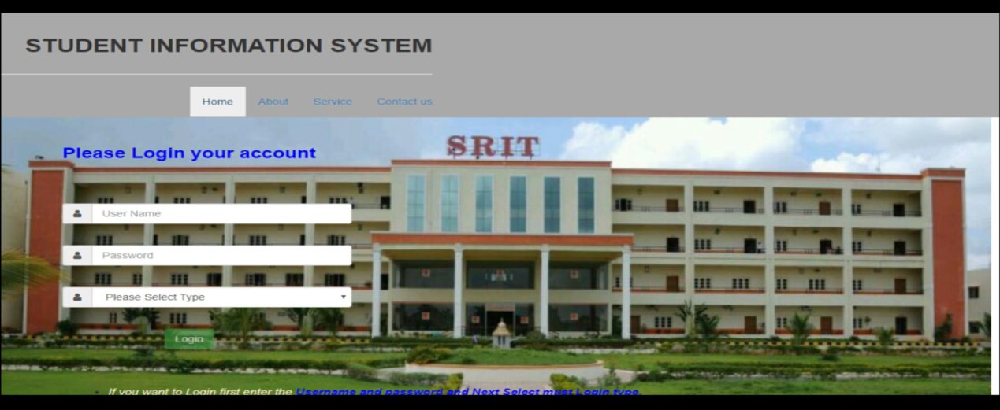 STUDENT INFORMATION SYSTEM
Home About Service Contact us
SRIT
Please Login your account
User Name
Password
Please Select Type
Login
If you want to Login first enter the Username and password and Next Select must Login type.